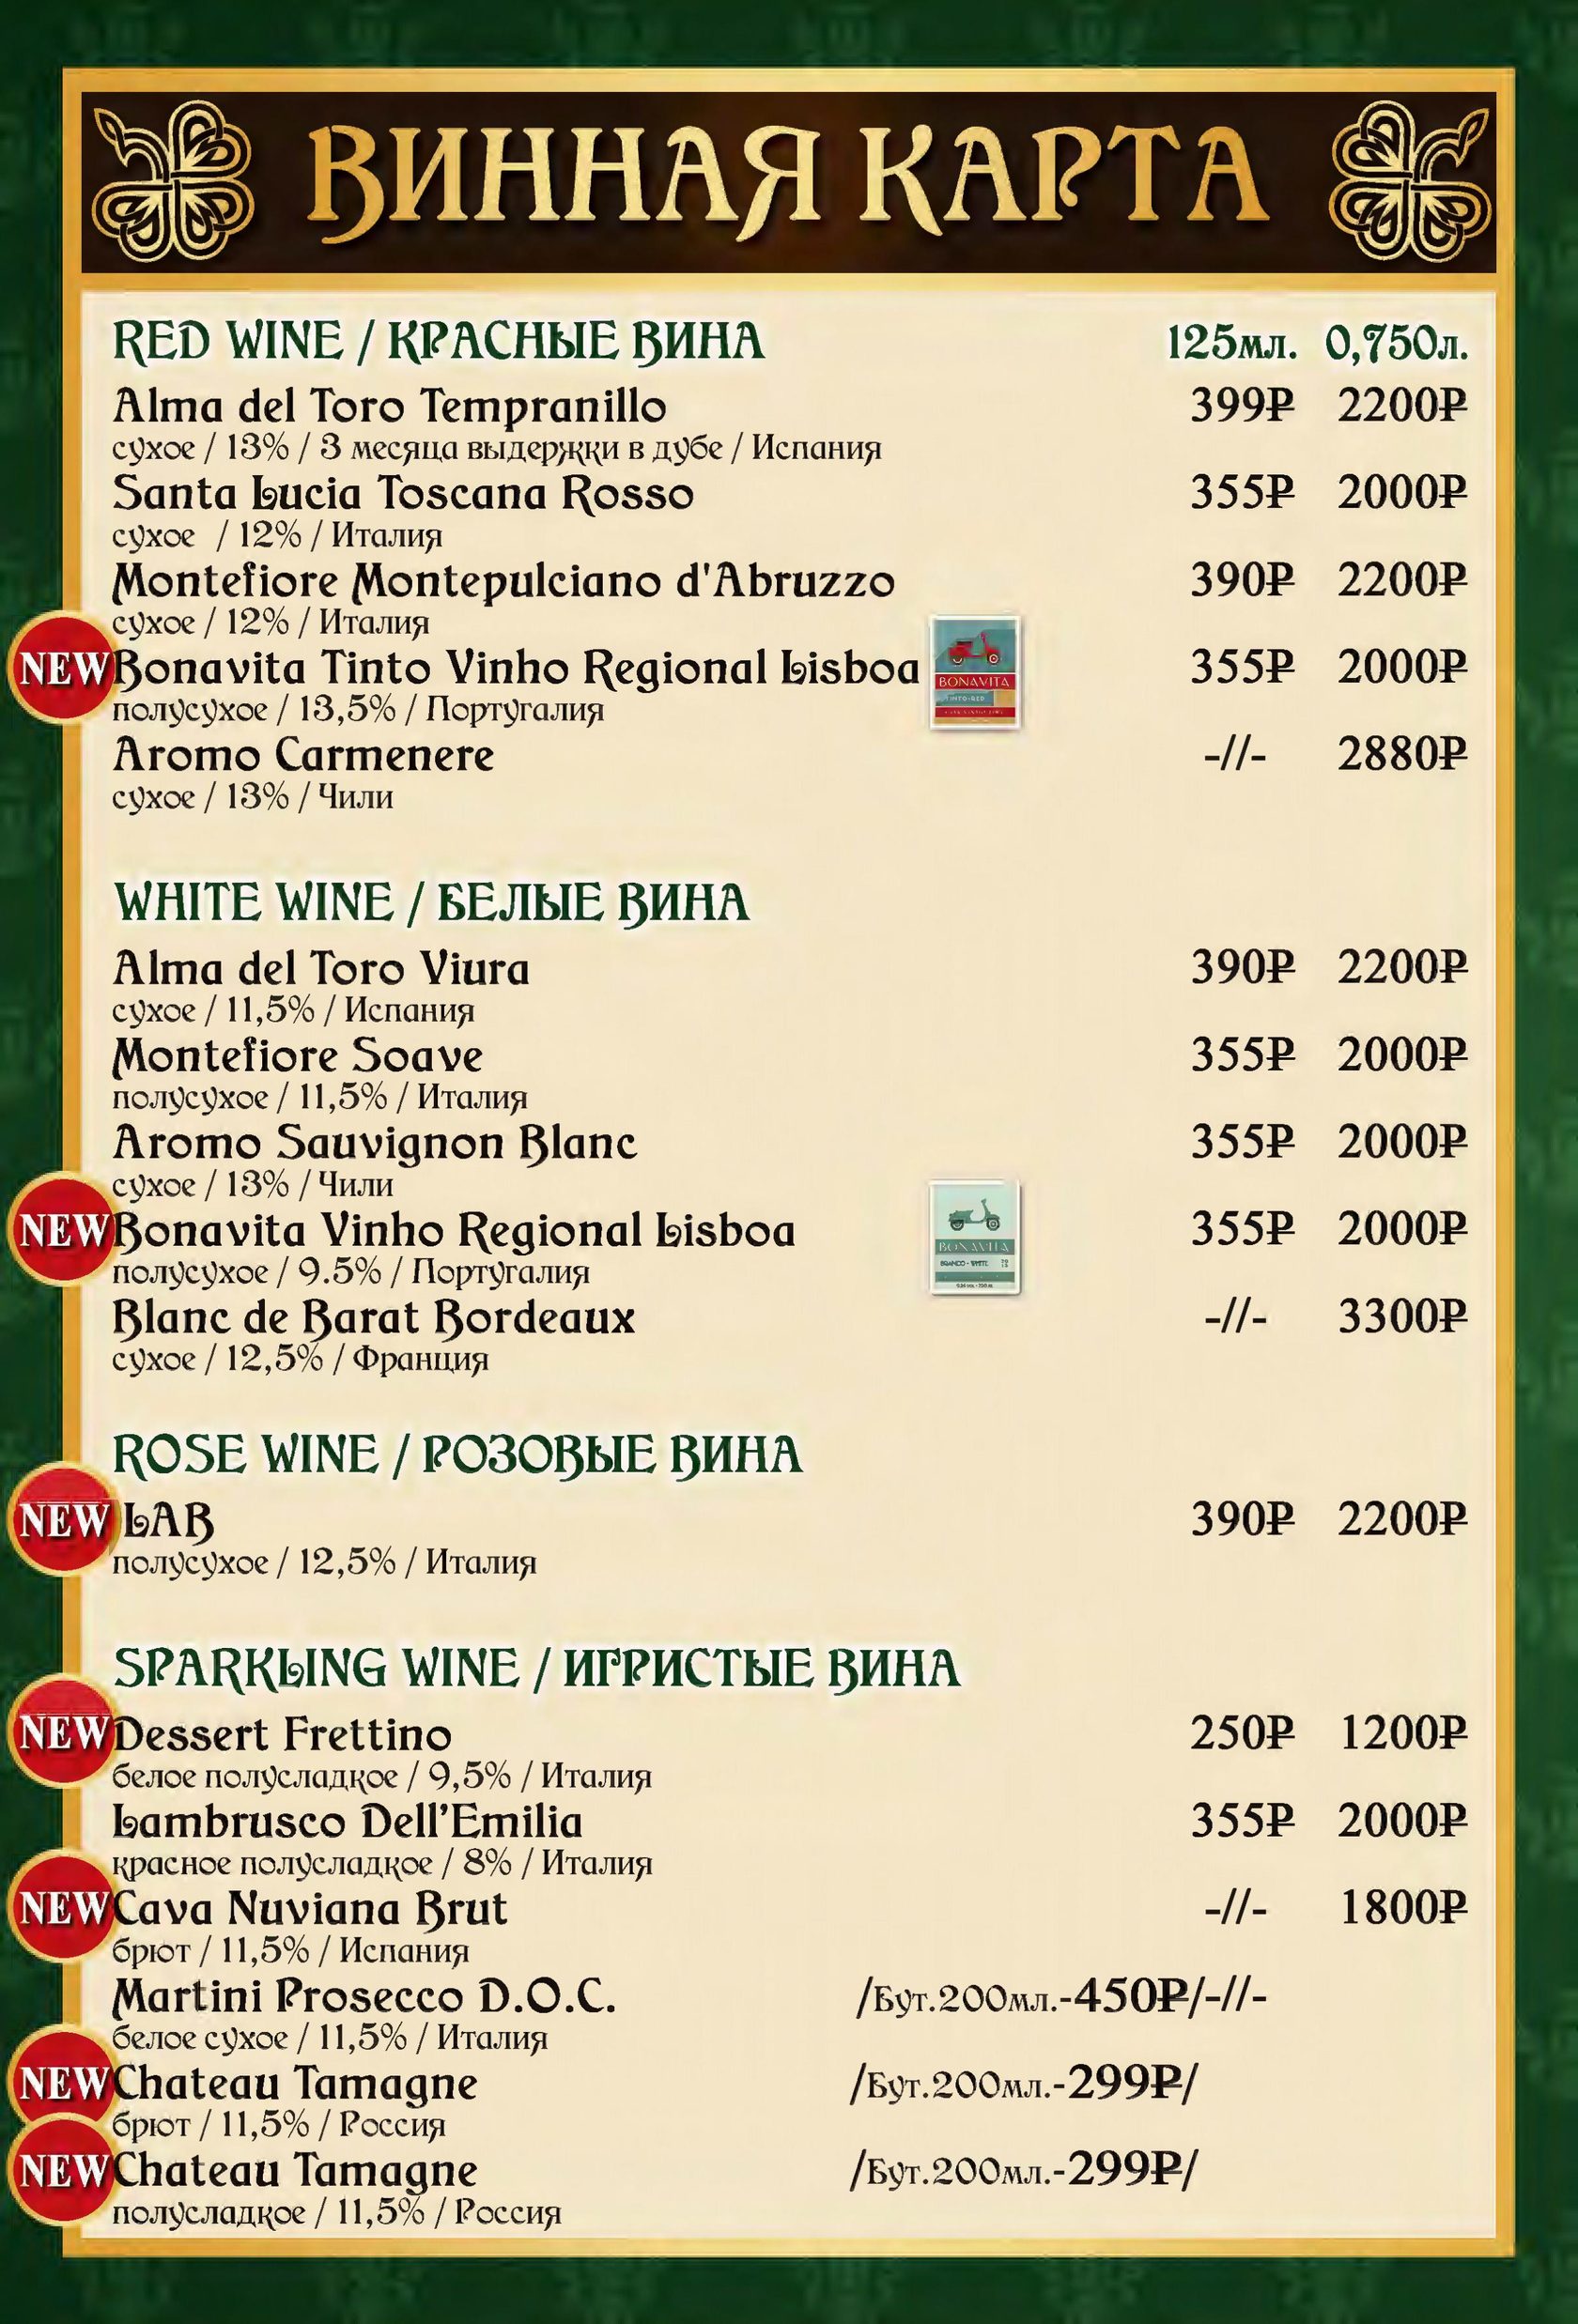 ВИННАЯ КАРТА
RED WINE / КРАСНЫЕ ВИНА 125мл. 0,750л.
Alma del Toro Tempranillo 399₽ 2200₽
сухое / 13% / 3 месяца выдержки в дубе / Испания
Santa Lucia Toscana Rosso 355₽ 2000₽
сухое / 12% / Италия
Montefiore Montepulciano d'Abruzzo 390₽ 2200₽
сухое / 12% / Италия
NEW Bonavita Tinto Vinho Regional Lisboa BONAVITA 355₽ 2000₽
TINTO-RED
полусухое / 13,5% / Португалия
Aromo Carmenere -//- 2880₽
сухое / 13% / Чили
WHITE WINE / БЕЛЫЕ ВИНА
Alma del Toro Viura 390₽ 2200₽
сухое / 11,5% / Испания
Montefiore Soave 355₽ 2000₽
полусухое / 11,5% / Италия
Aromo Sauvignon Blanc 355₽ 2000₽
сухое / 13% / Чили
NEW Bonavita Vinho Regional Lisboa 355₽ 2000₽
BONAVITA
BRANCO - WHITE
полусухое / 9.5% / Португалия
Blanc de Barat Bordeaux -//- 3300₽
сухое / 12,5% / Франция
ROSE WINE / РОЗОВЫЕ ВИНА
NEW LAB 390₽ 2200₽
полусухое / 12,5% / Италия
SPARKLING WINE / ИГРИСТЫЕ ВИНА
NEW Dessert Frettino 250₽ 1200₽
белое полусладкое / 9,5% / Италия
Lambrusco Dell'Emilia 355₽ 2000₽
красное полусладкое / 8% / Италия
NEW Cava Nuviana Brut -//- 1800₽
брют / 11,5% / Испания
Martini Prosecco D.O.C. /Бут.200мл.-450₽/-//-
белое сухое / 11,5% / Италия
NEW Chateau Tamagne /Бут.200мл.-299₽/
брют / 11,5% / Россия
NEW Chateau Tamagne /Бут.200мл.-299₽/
полусладкое / 11,5% / Россия